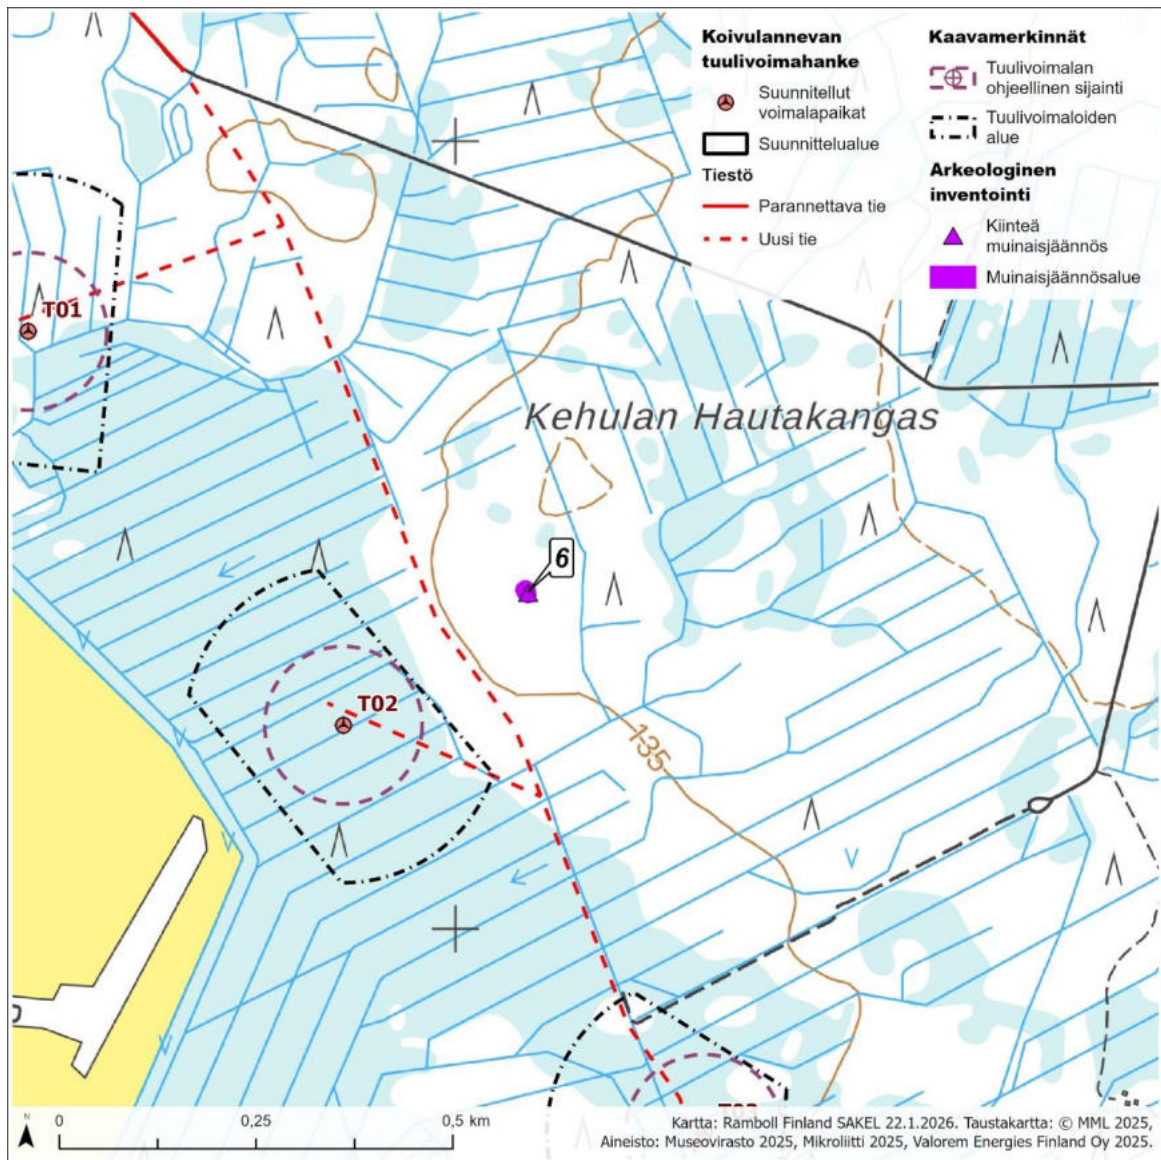 Koivulannevan
tuulivoimahanke
Suunnitellut
voimalapaikat
Suunnittelualue
Tiestö
Parannettava tie
Uusi tie
Kaavamerkinnät
Tuulivoimalan
ohjeellinen sijainti
Tuulivoimaloiden
alue
Arkeologinen
inventointi
Kiinteä
muinaisjäännös
Muinaisjäännösalue
T01
Kehulan Hautakangas
6
T02
135
T03
N
0
0,25
0,5 km
Kartta: Ramboll Finland SAKEL 22.1.2026. Taustakartta: © MML 2025,
Aineisto: Museovirasto 2025, Mikroliitti 2025, Valorem Energies Finland Oy 2025.